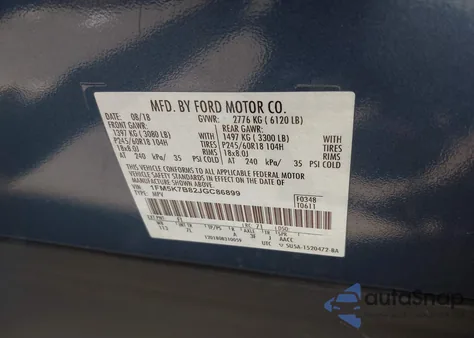 MFD. BY FORD MOTOR CO.
DATE: 08/18 GVWR: 2776 KG ( 6120 LB)
FRONT GAWR: REAR GAWR:
1397 KG ( 3080 LB) 1497 KG ( 3300 LB)
WITH TIRES WITH TIRES
P245/60R18 104H P245/60R18 104H
18x8.0J RIMS 18x8.0J RIMS
AT 240 kPa/ 35 PSI COLD AT 240 kPa/ 35 PSI COLD
THIS VEHICLE CONFORMS TO ALL APPLICABLE FEDERAL MOTOR
VEHICLE SAFETY AND BUMPER STANDARDS IN EFFECT ON THE DATE
OF MANUFACTURE SHOWN ABOVE.
VIN: 1FM5K7B82JGC86899
TYPE: MPV
F0348
T0611
autoSnap